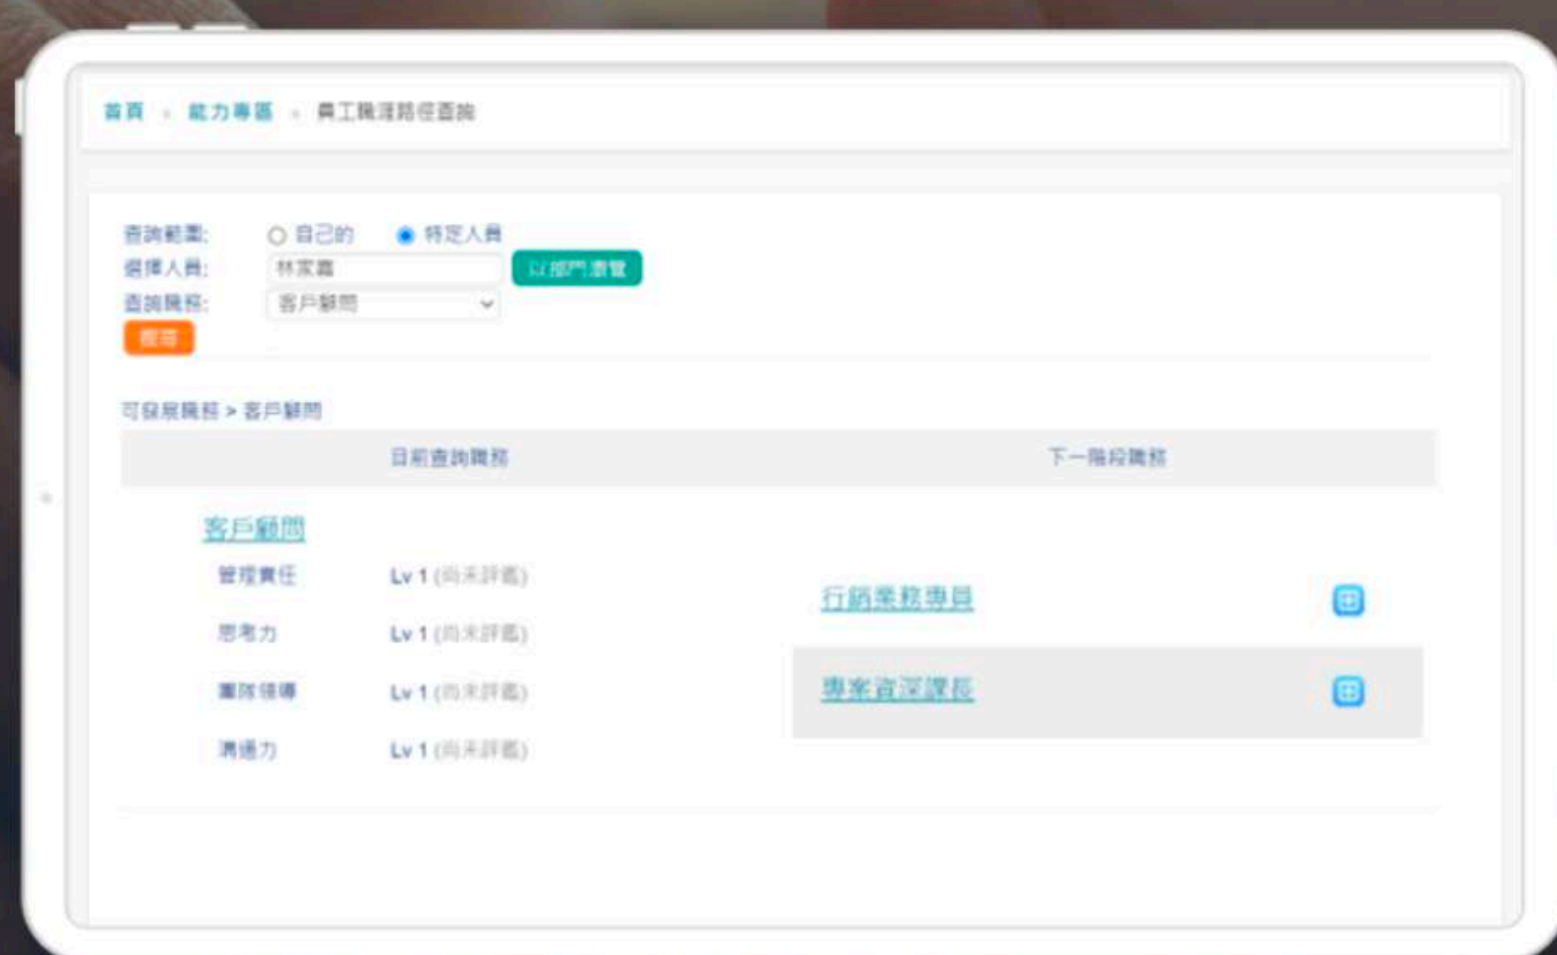 首頁 » 能力專區 » 員工職涯路徑查詢
查詢範圍: 自己的 特定人員
選擇人員: 林家嘉 以部門瀏覽
查詢職務: 客戶顧問
搜尋
可發展職務 > 客戶顧問
目前查詢職務 下一階段職務
客戶顧問
管理責任 Lv 1 (尚未評鑑)
行銷業務專員
思考力 Lv 1 (尚未評鑑)
團隊領導 Lv 1 (尚未評鑑)
專案資深課長
溝通力 Lv 1 (尚未評鑑)